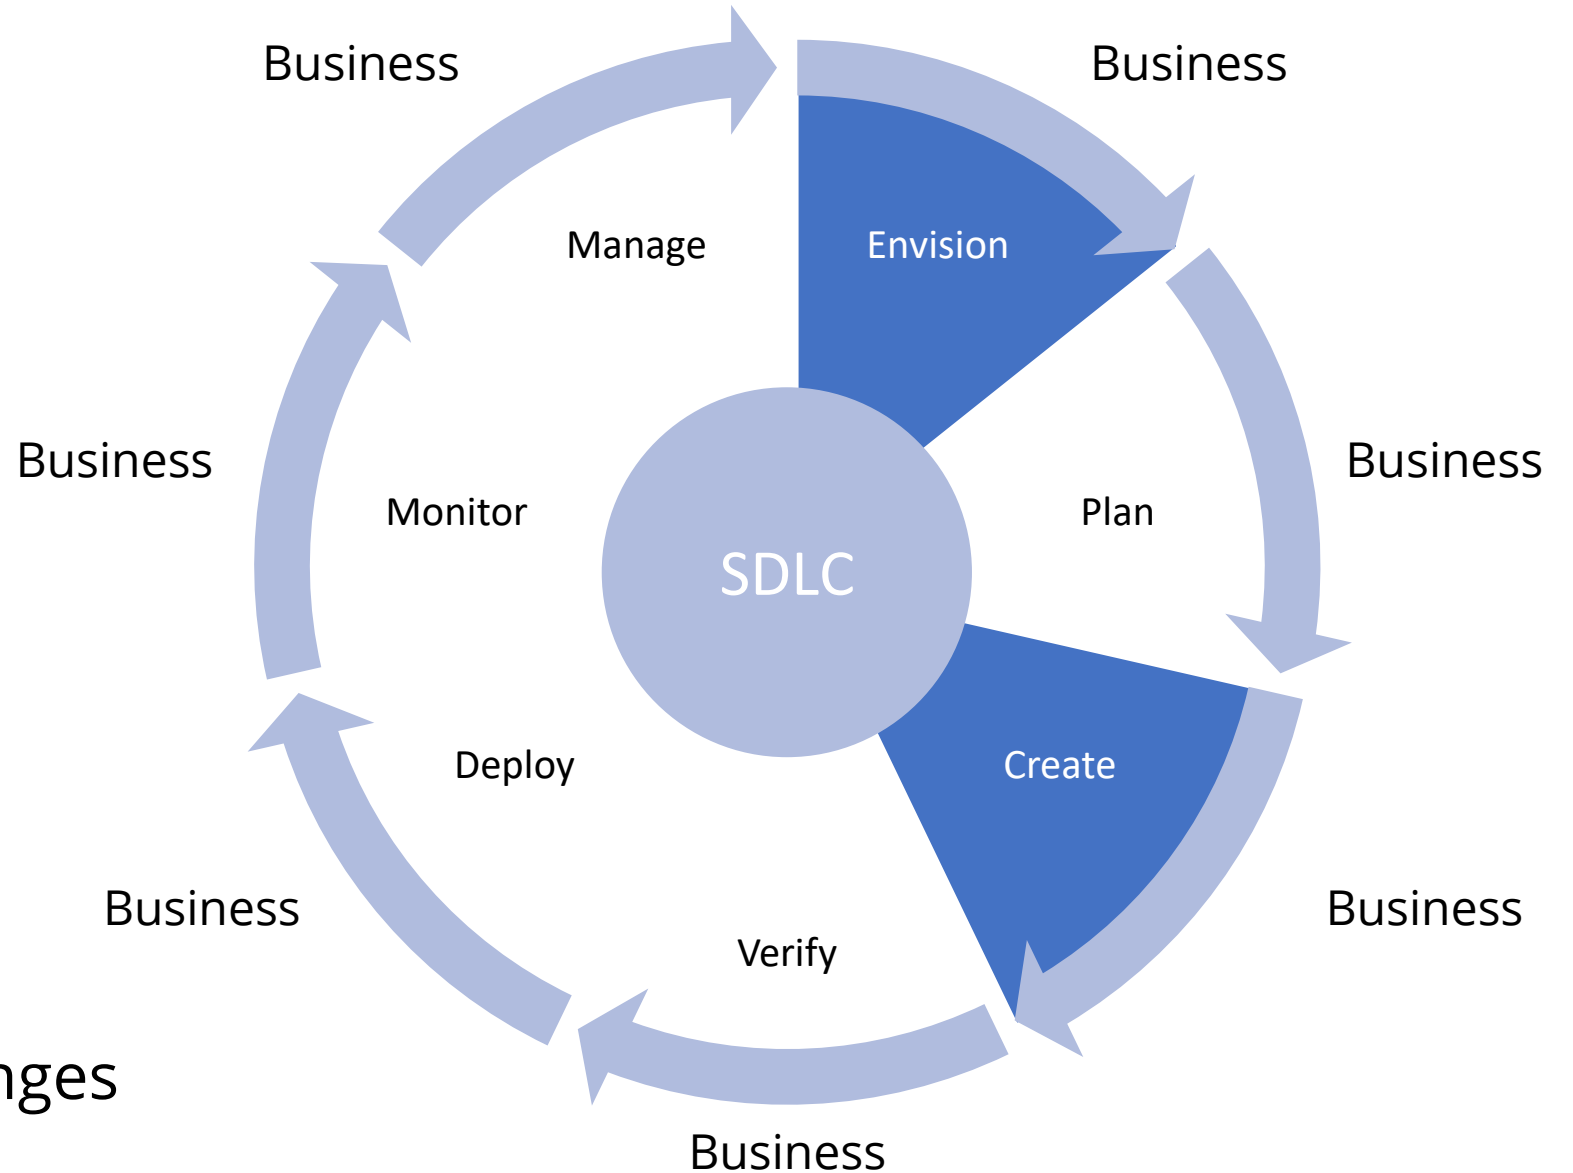 Business
Business
Manage
Envision
Business
Business
Monitor
Plan
SDLC
Deploy
Create
Business
Business
Verify
nges
Business